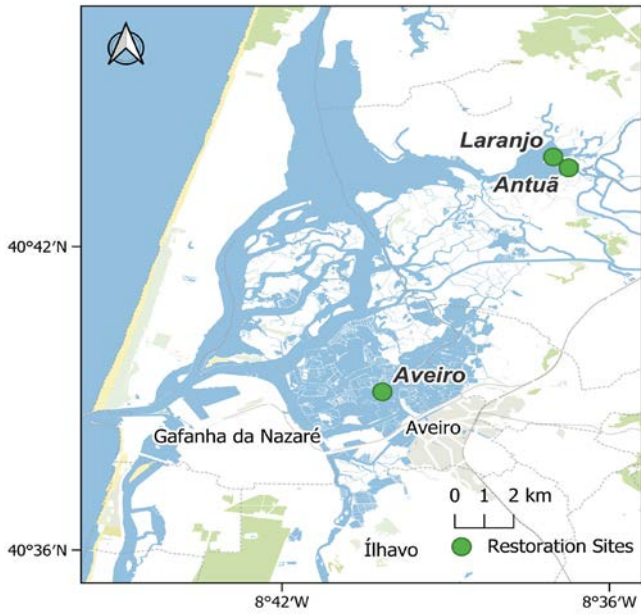 Laranjo
Antuã
40°42'N
Aveiro
Aveiro
Gafanha da Nazaré
0 1 2 km
Ílhavo
Restoration Sites
40°36'N
8°42'W
8°36'W